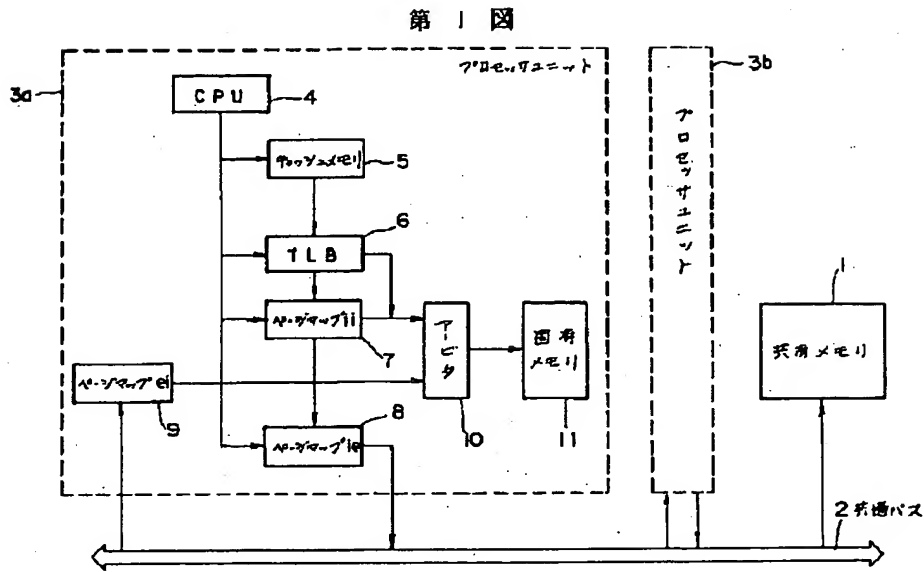 第1図
プロセッサユニット
3a
3b
CPU
4
キャッシュメモリ
5
6
TLB
プロセッサユニット
1
共有メモリ
ページマップii
7
アービタ
10
固有メモリ
11
ページマップei
9
8
ページマップie
2 共通バス